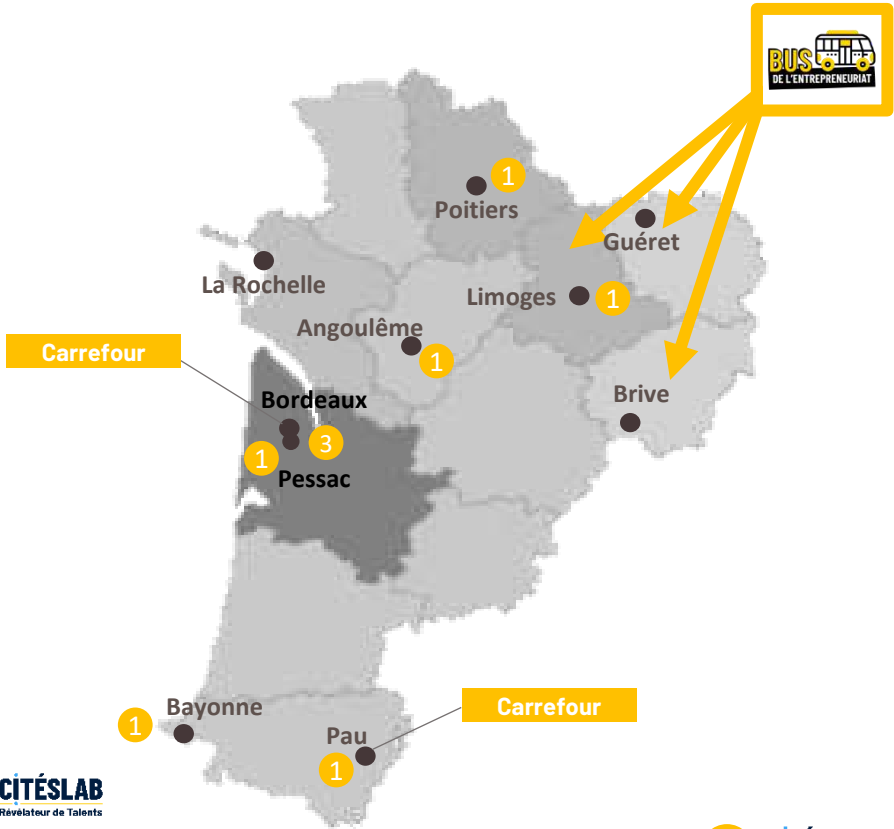 BUS
DE L'ENTREPRENEURIAT
1
Poitiers
Guéret
La Rochelle
Limoges
1
Angoulême
1
Carrefour
Brive
Bordeaux
3
1
Pessac
Carrefour
Bayonne
1
Pau
1
CITÉSLAB
Révélateur de Talents